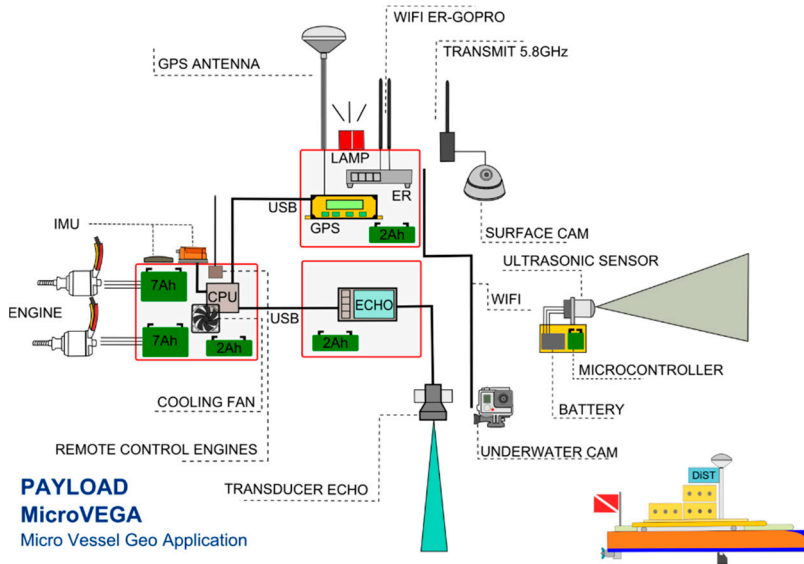 WIFI ER-GOPRO
TRANSMIT 5.8GHz
GPS ANTENNA
LAMP
ER
USB
GPS
2Ah
SURFACE CAM
IMU
ULTRASONIC SENSOR
7Ah
CPU
ECHO
WIFI
ENGINE
USB
7Ah
2Ah
2Ah
MICROCONTROLLER
COOLING FAN
BATTERY
REMOTE CONTROL ENGINES
UNDERWATER CAM
TRANSDUCER ECHO
DiST
PAYLOAD
MicroVEGA
Micro Vessel Geo Application